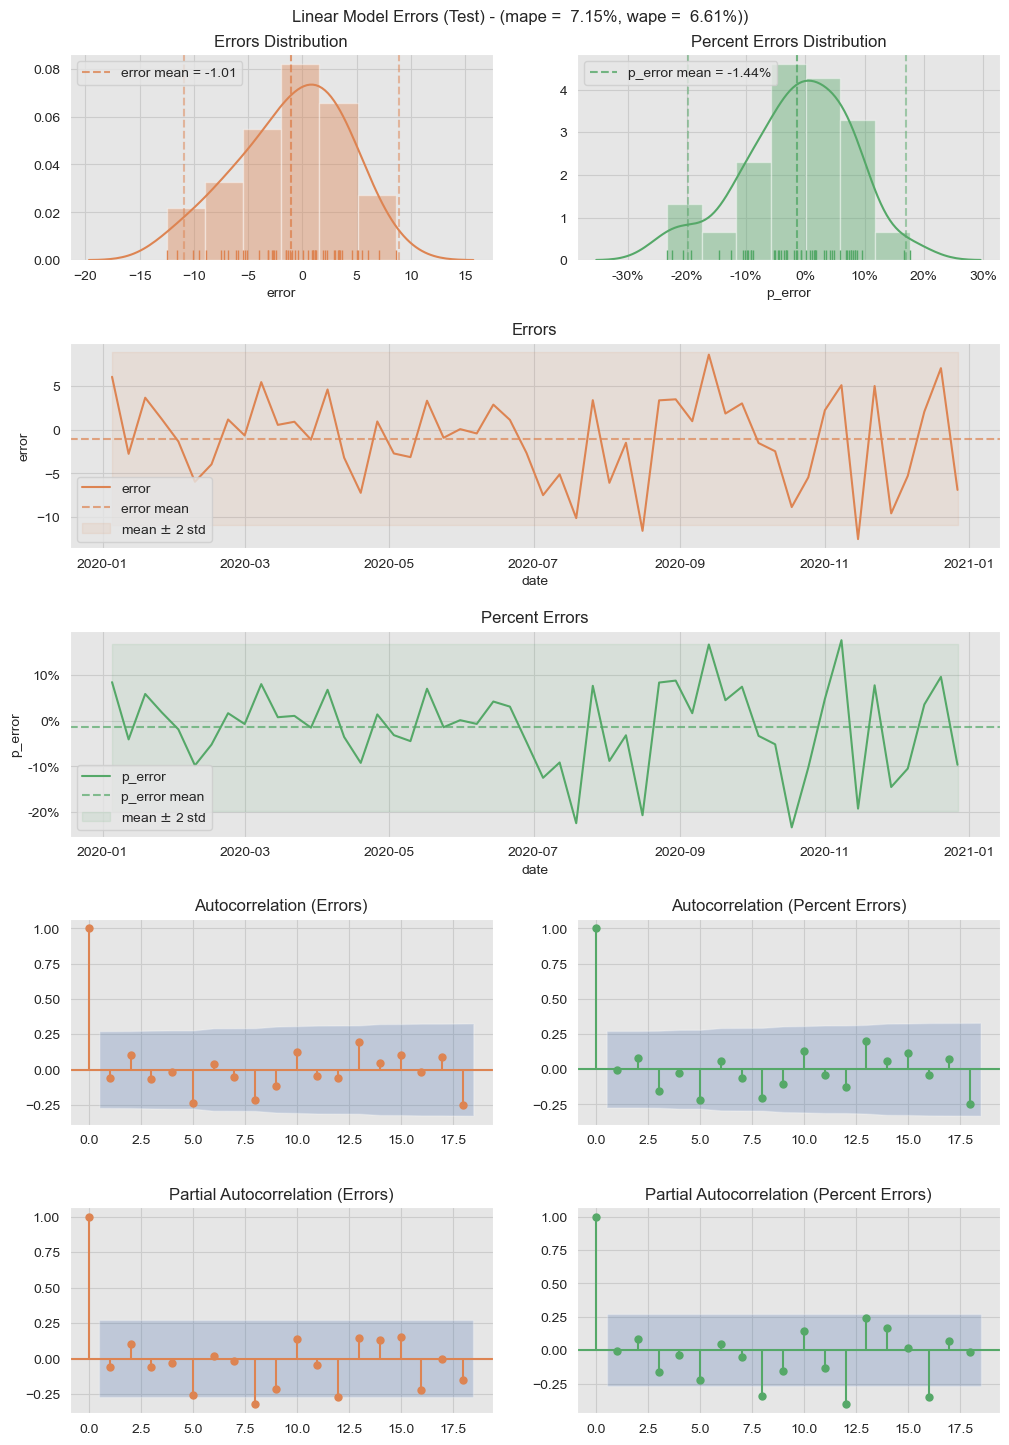 Linear Model Errors (Test) - (mape =  7.15%, wape =  6.61%))
Errors Distribution
error mean = -1.01
0.08
0.06
0.04
0.02
0.00
−20 −15 −10 −5 0 5 10 15
error
Percent Errors Distribution
p_error mean = -1.44%
4
3
2
1
0
-30% -20% -10% 0% 10% 20% 30%
p_error
Errors
5
0
−5
−10
error
error
error mean
mean ± 2 std
2020-01 2020-03 2020-05 2020-07 2020-09 2020-11 2021-01
date
Percent Errors
10%
0%
-10%
-20%
p_error
p_error
p_error mean
mean ± 2 std
2020-01 2020-03 2020-05 2020-07 2020-09 2020-11 2021-01
date
Autocorrelation (Errors)
1.00
0.75
0.50
0.25
0.00
−0.25
0.0 2.5 5.0 7.5 10.0 12.5 15.0 17.5
Autocorrelation (Percent Errors)
1.00
0.75
0.50
0.25
0.00
−0.25
0.0 2.5 5.0 7.5 10.0 12.5 15.0 17.5
Partial Autocorrelation (Errors)
1.00
0.75
0.50
0.25
0.00
−0.25
0.0 2.5 5.0 7.5 10.0 12.5 15.0 17.5
Partial Autocorrelation (Percent Errors)
1.00
0.75
0.50
0.25
0.00
−0.25
0.0 2.5 5.0 7.5 10.0 12.5 15.0 17.5